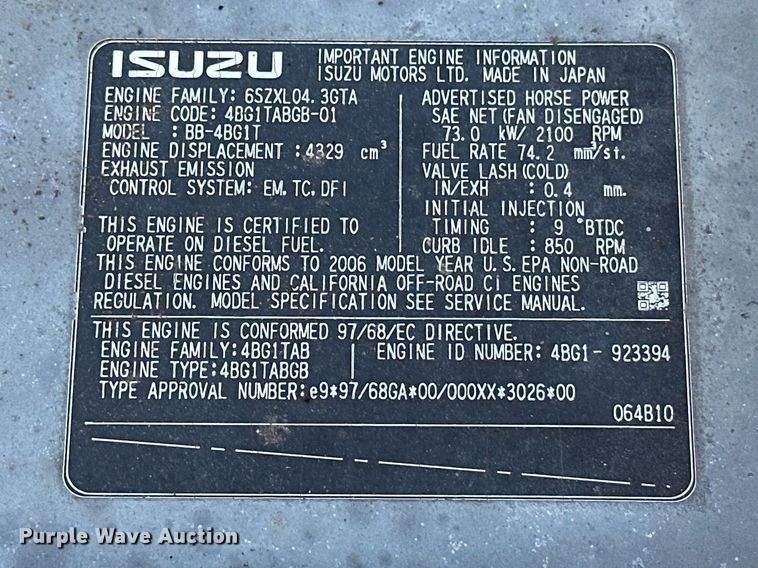 ISUZU
IMPORTANT ENGINE INFORMATION
ISUZU MOTORS LTD. MADE IN JAPAN
ENGINE FAMILY: 6SZXL04.3GTA
ENGINE CODE: 4BG1TABGB-01
MODEL : BB-4BG1T
ENGINE DISPLACEMENT :4329 cm³
EXHAUST EMISSION
CONTROL SYSTEM: EM,TC,DFI
THIS ENGINE IS CERTIFIED TO
OPERATE ON DIESEL FUEL.
ADVERTISED HORSE POWER
SAE NET (FAN DISENGAGED)
73.0 kW/ 2100 RPM
FUEL RATE 74.2 mm³/st.
VALVE LASH(COLD)
IN/EXH : 0.4 mm.
INITIAL INJECTION
TIMING : 9 °BTDC
CURB IDLE : 850 RPM
THIS ENGINE CONFORMS TO 2006 MODEL YEAR U.S.EPA NON-ROAD
DIESEL ENGINES AND CALIFORNIA OFF-ROAD Ci ENGINES
REGULATION. MODEL SPECIFICATION SEE SERVICE MANUAL.
THIS ENGINE IS CONFORMED 97/68/EC DIRECTIVE.
ENGINE FAMILY:4BG1TAB
ENGINE TYPE:4BG1TABGB
ENGINE ID NUMBER: 4BG1- 923394
TYPE APPROVAL NUMBER:e9*97/68GA*00/000XX*3026*00
064B10
Purple Wave Auction